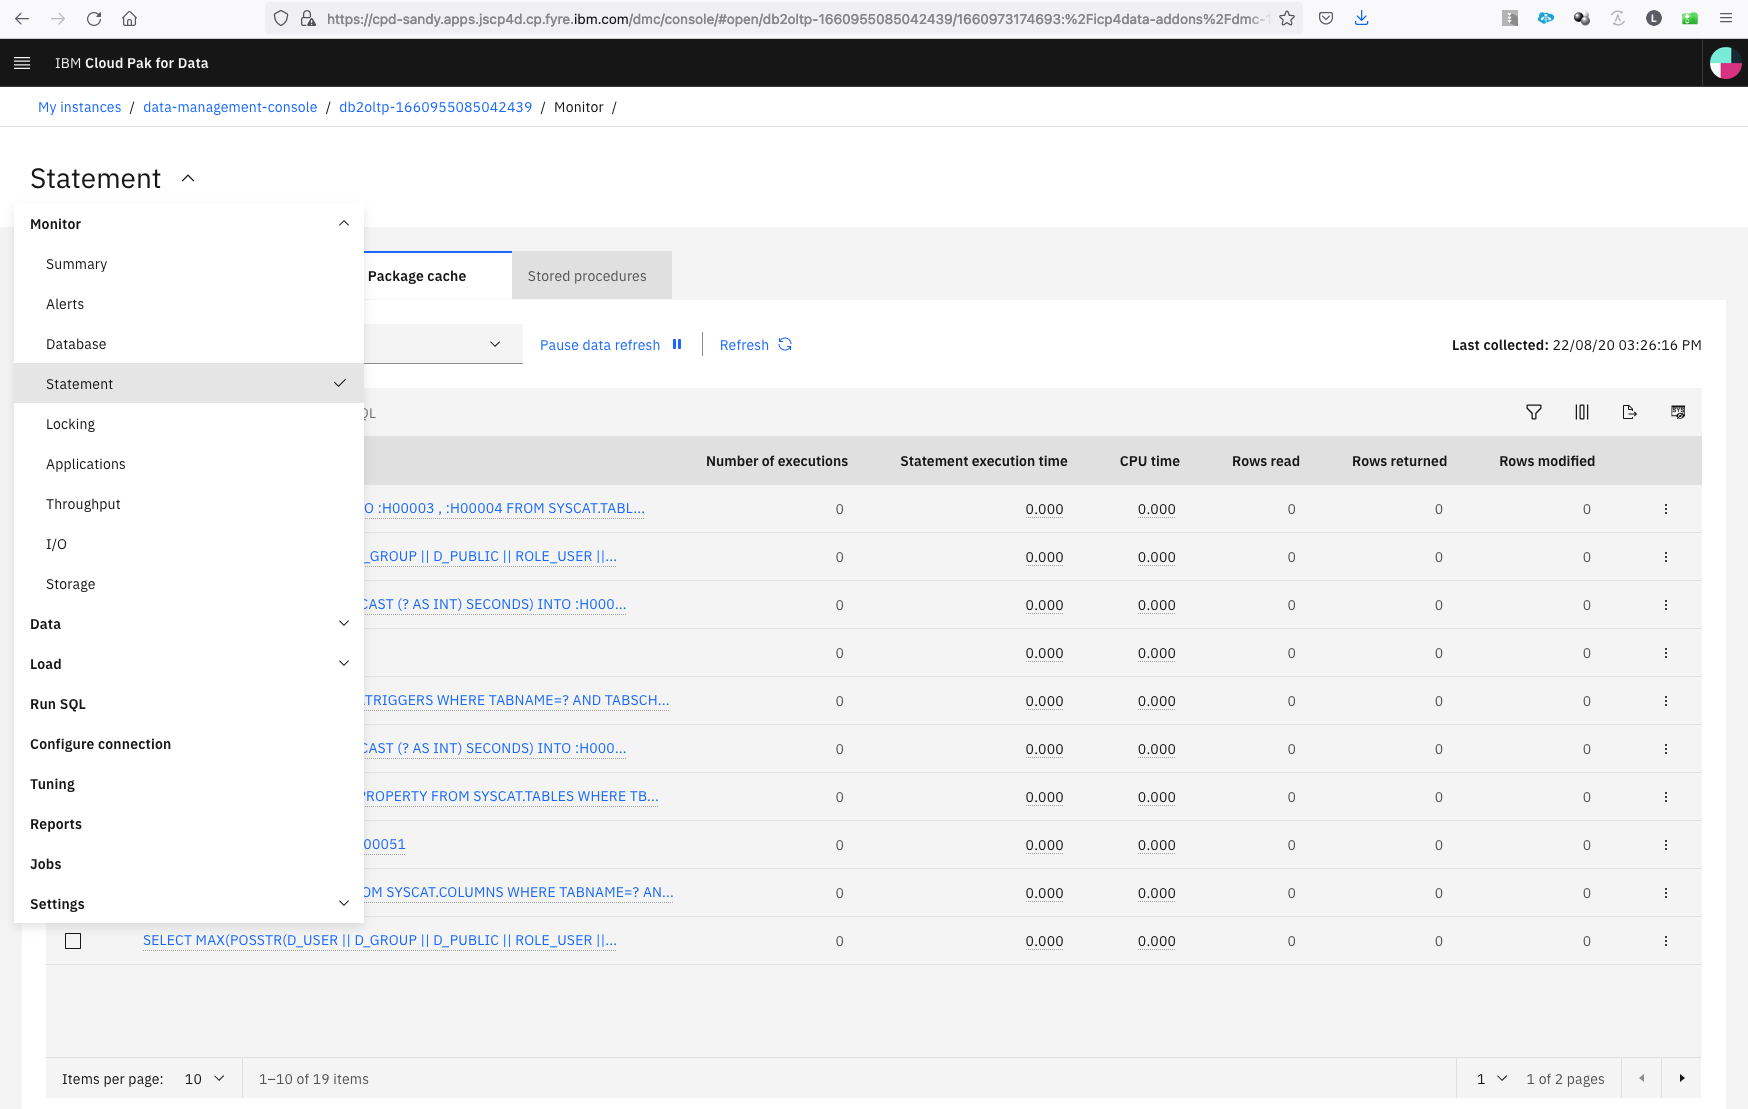 https://cpd-sandy.apps.jscp4d.cp.fyre.ibm.com/dmc/console/#open/db2oltp-1660955085042439/1660973174693:%2Ficp4data-addons%2Fdmc-1
IBM Cloud Pak for Data
My instances / data-management-console / db2oltp-1660955085042439 / Monitor /
Statement
Monitor
Summary
Alerts
Database
Statement
Locking
Applications
Throughput
I/O
Storage
Data
Load
Run SQL
Configure connection
Tuning
Reports
Jobs
Settings
Package cache Stored procedures
Pause data refresh Refresh Last collected: 22/08/20 03:26:16 PM
QL
Number of executions Statement execution time CPU time Rows read Rows returned Rows modified
O :H00003 , :H00004 FROM SYSCAT.TABL... 0 0.000 0.000 0 0 0
_GROUP || D_PUBLIC || ROLE_USER ||... 0 0.000 0.000 0 0 0
CAST (? AS INT) SECONDS) INTO :H000... 0 0.000 0.000 0 0 0
0 0.000 0.000 0 0 0
.TRIGGERS WHERE TABNAME=? AND TABSCH... 0 0.000 0.000 0 0 0
CAST (? AS INT) SECONDS) INTO :H000... 0 0.000 0.000 0 0 0
PROPERTY FROM SYSCAT.TABLES WHERE TB... 0 0.000 0.000 0 0 0
00051 0 0.000 0.000 0 0 0
OM SYSCAT.COLUMNS WHERE TABNAME=? AN... 0 0.000 0.000 0 0 0
SELECT MAX(POSSTR(D_USER || D_GROUP || D_PUBLIC || ROLE_USER ||... 0 0.000 0.000 0 0 0
Items per page: 10 1–10 of 19 items 1 1 of 2 pages